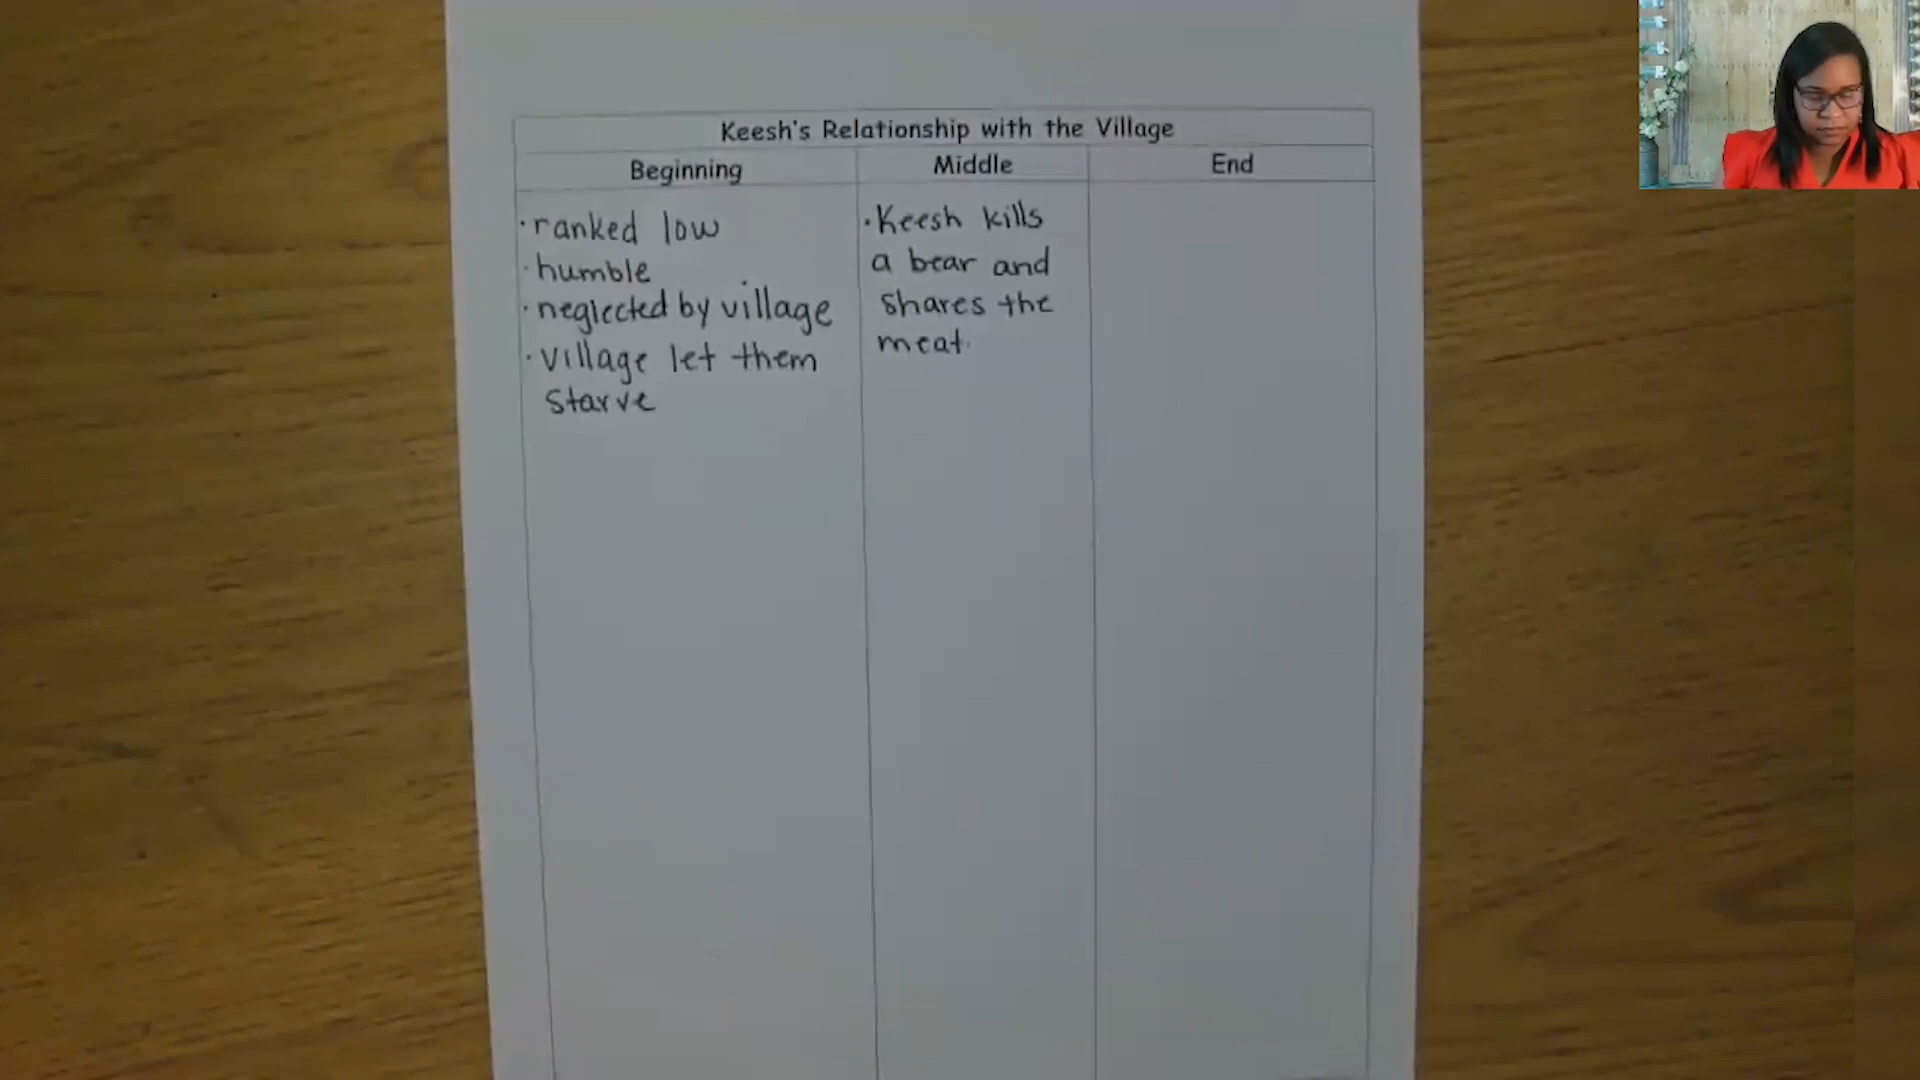 Keesh's Relationship with the Village
Beginning
Middle
End
·ranked low
·humble
·neglected by village
·village let them
starve
·Keesh kills
a bear and
shares the
meat.